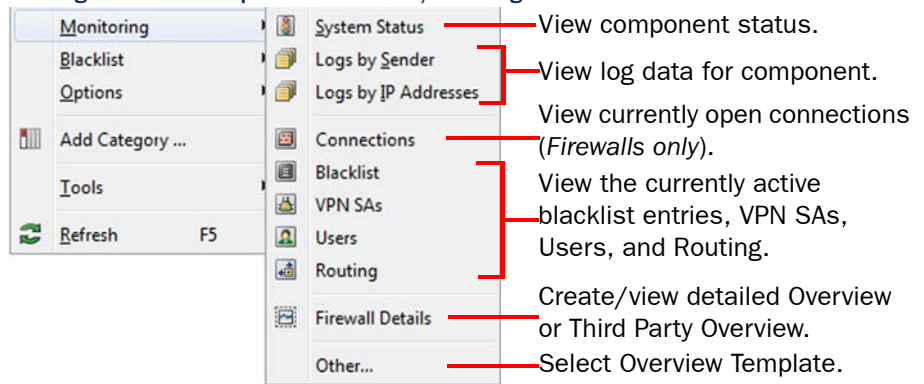 Monitoring
Blacklist
Options
Add Category ...
Tools
Refresh F5
System Status
Logs by Sender
Logs by IP Addresses
Connections
Blacklist
VPN SAs
Users
Routing
Firewall Details
Other...
View component status.
View log data for component.
View currently open connections
(Firewalls only).
View the currently active
blacklist entries, VPN SAs,
Users, and Routing.
Create/view detailed Overview
or Third Party Overview.
Select Overview Template.